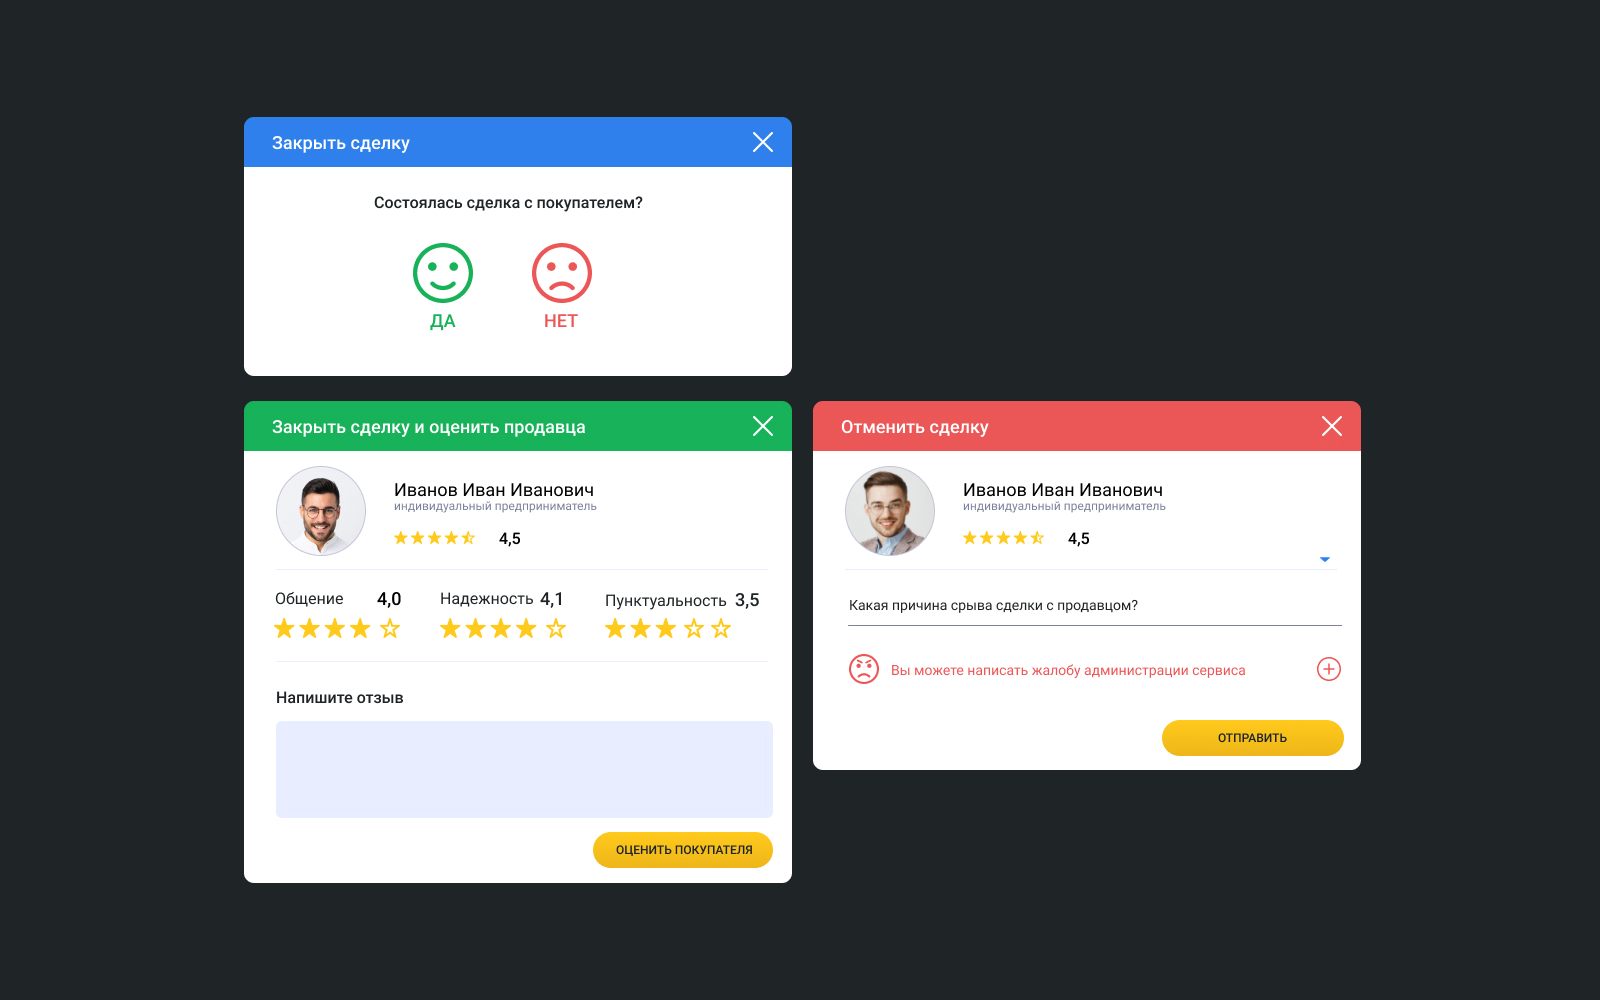 Закрыть сделку
Состоялась сделка с покупателем?
ДА
НЕТ
Закрыть сделку и оценить продавца
Иванов Иван Иванович
индивидуальный предприниматель
4,5
Общение 4,0
Надежность 4,1
Пунктуальность 3,5
Напишите отзыв
ОЦЕНИТЬ ПОКУПАТЕЛЯ
Отменить сделку
Иванов Иван Иванович
индивидуальный предприниматель
4,5
Какая причина срыва сделки с продавцом?
Вы можете написать жалобу администрации сервиса
ОТПРАВИТЬ